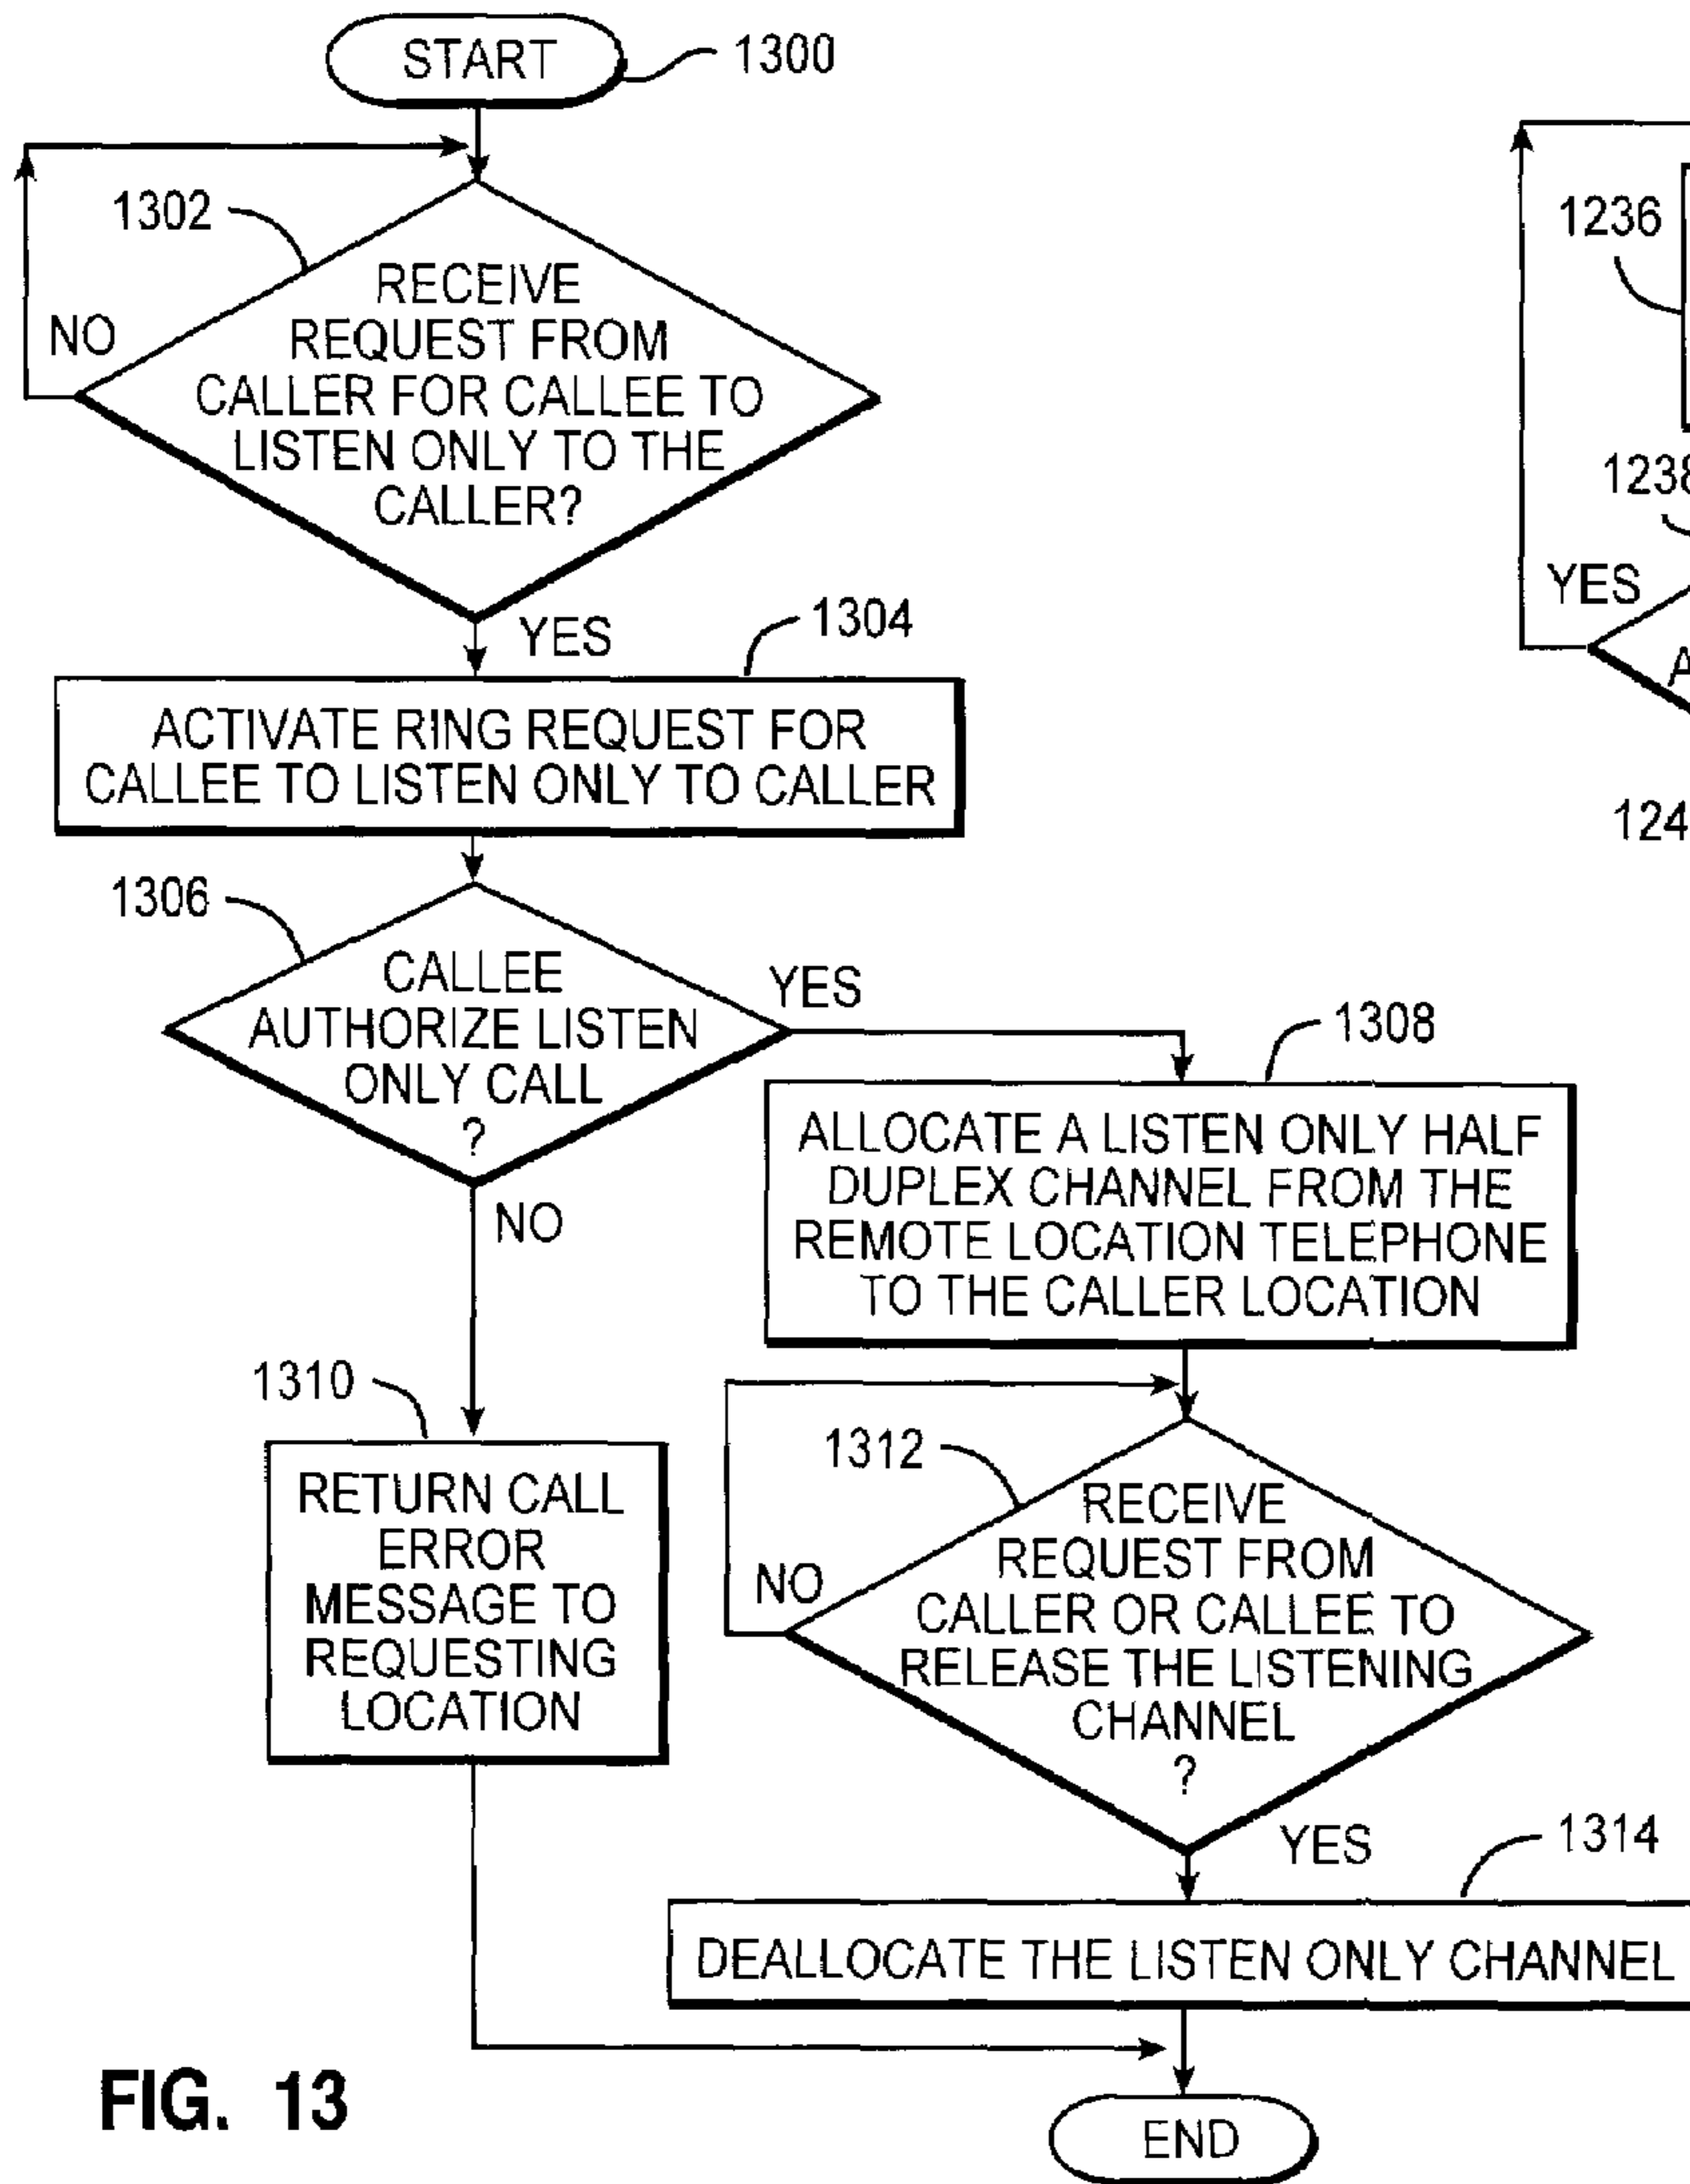 START
1300
1302
RECEIVE
REQUEST FROM
CALLER FOR CALLEE TO
LISTEN ONLY TO THE
CALLER?
NO
YES
1304
ACTIVATE RING REQUEST FOR
CALLEE TO LISTEN ONLY TO CALLER
1306
CALLEE
AUTHORIZE LISTEN
ONLY CALL
?
YES
NO
1308
ALLOCATE A LISTEN ONLY HALF
DUPLEX CHANNEL FROM THE
REMOTE LOCATION TELEPHONE
TO THE CALLER LOCATION
1310
RETURN CALL
ERROR
MESSAGE TO
REQUESTING
LOCATION
1312
RECEIVE
REQUEST FROM
CALLER OR CALLEE TO
RELEASE THE LISTENING
CHANNEL
?
NO
YES
1314
DEALLOCATE THE LISTEN ONLY CHANNEL
END
FIG. 13
1236
1238
YES
A
124